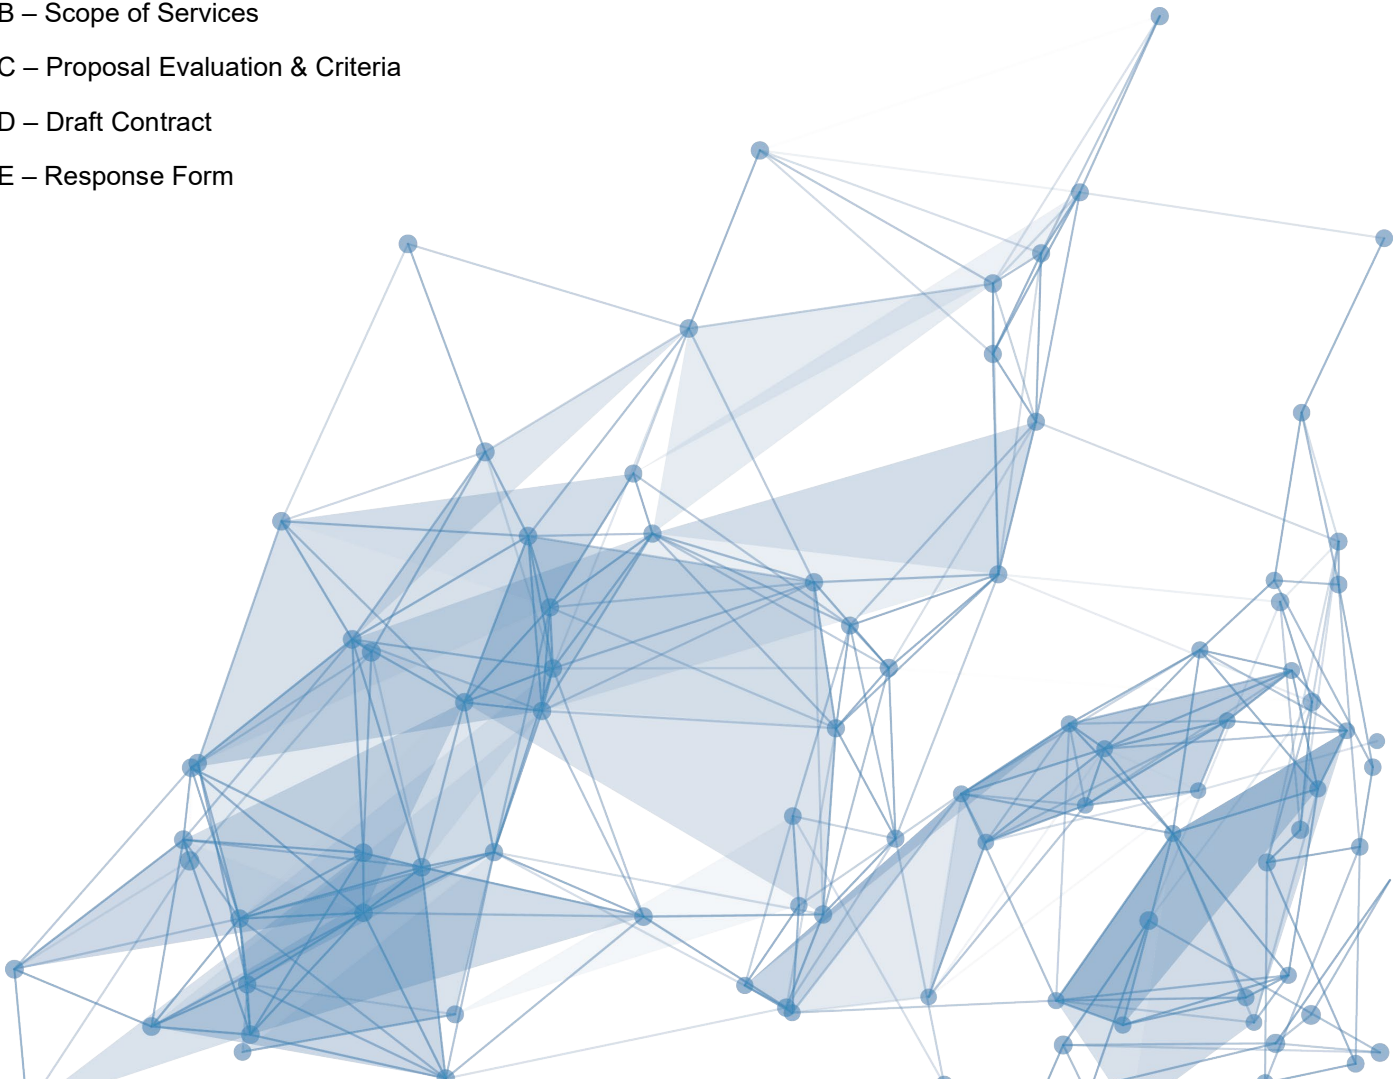 B – Scope of Services
C – Proposal Evaluation & Criteria
D – Draft Contract
E – Response Form